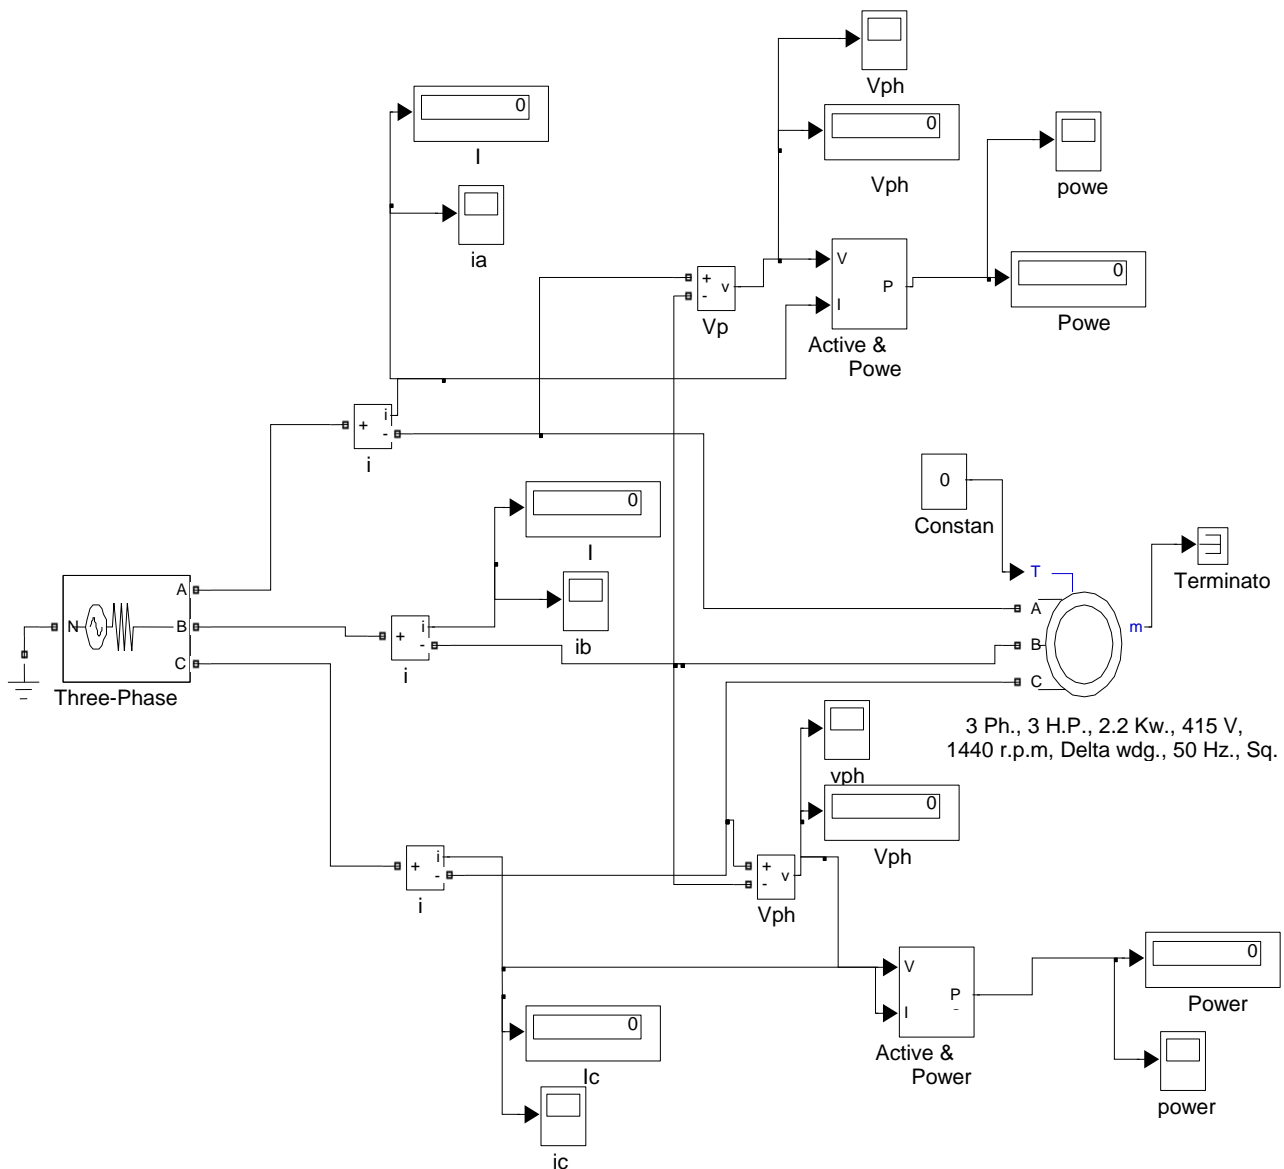 Vph
0
I
0
Vph
powe
ia
V
I
P
Active &
Powe
0
Powe
+
-
v
Vp
+
i
-
i
0
Constan
0
I
ib
T
A
B
C
m
Terminato
N
A
B
C
Three-Phase
+
i
-
i
3 Ph., 3 H.P., 2.2 Kw., 415 V,
1440 r.p.m, Delta wdg., 50 Hz., Sq.
vph
0
Vph
+
i
-
i
+
-
v
Vph
V
I
P
Active &
Power
0
Power
0
Ic
power
ic